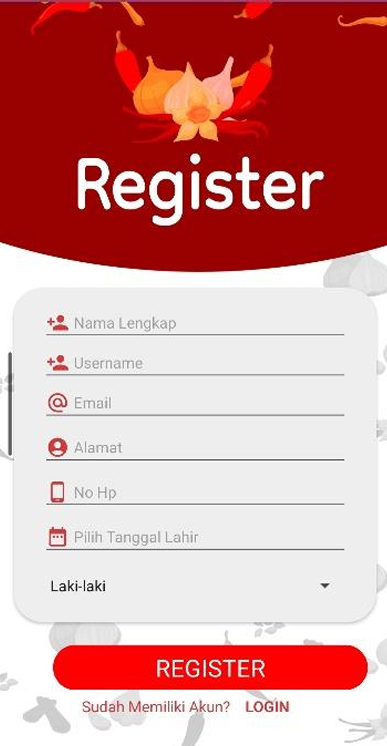 Register
Nama Lengkap
Username
Email
Alamat
No Hp
Pilih Tanggal Lahir
Laki-laki
REGISTER
Sudah Memiliki Akun? LOGIN